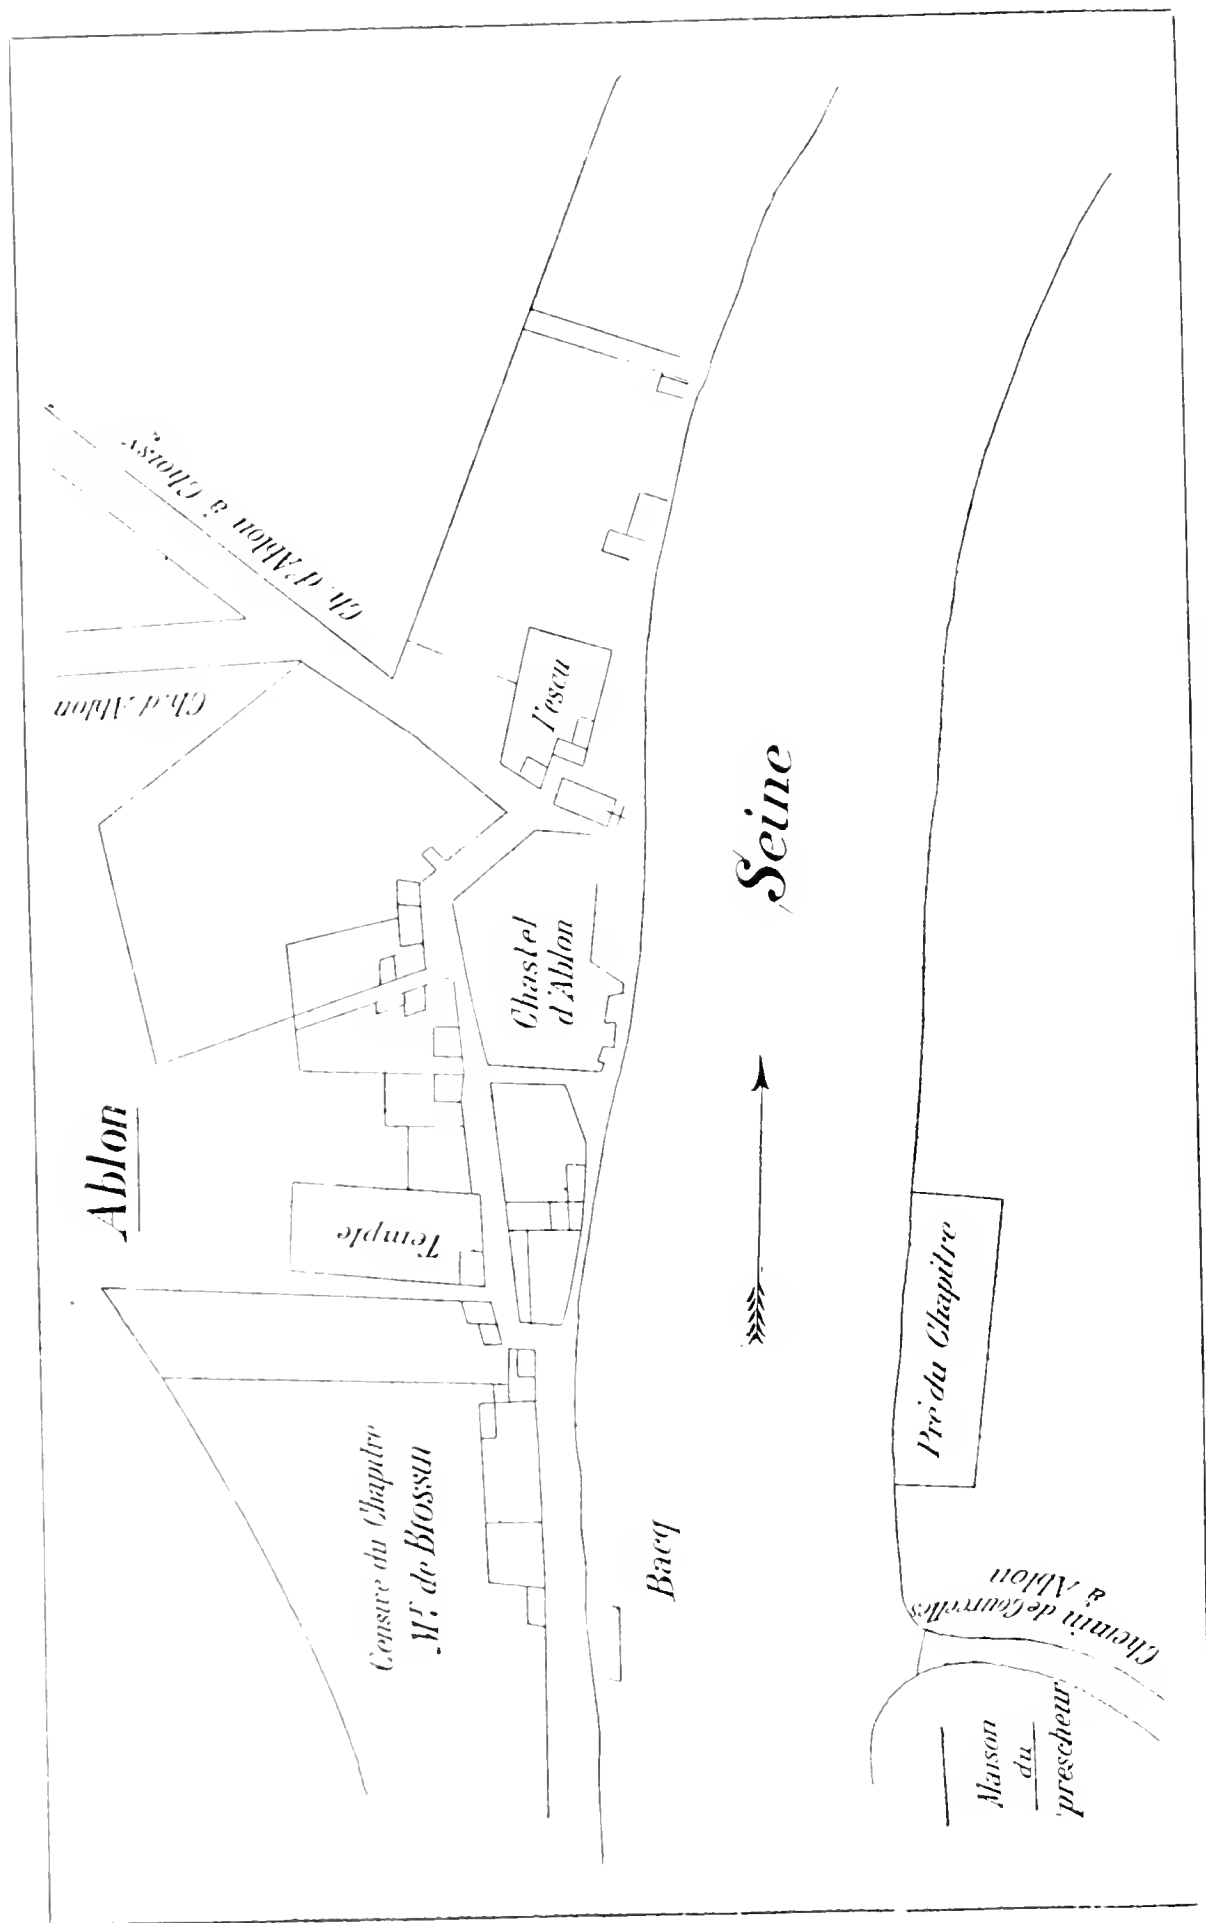 Ablon
Ch. d'Ablon
Ch. d'Ablon à Choisy
l'escu
Temple
Chastel
d'Ablon
Censive du Chapitre
Mr. de Brossin
Bacq
Seine
Pré du Chapitre
Chemin de Courcelles
à Ablon
Maison
du
prescheur